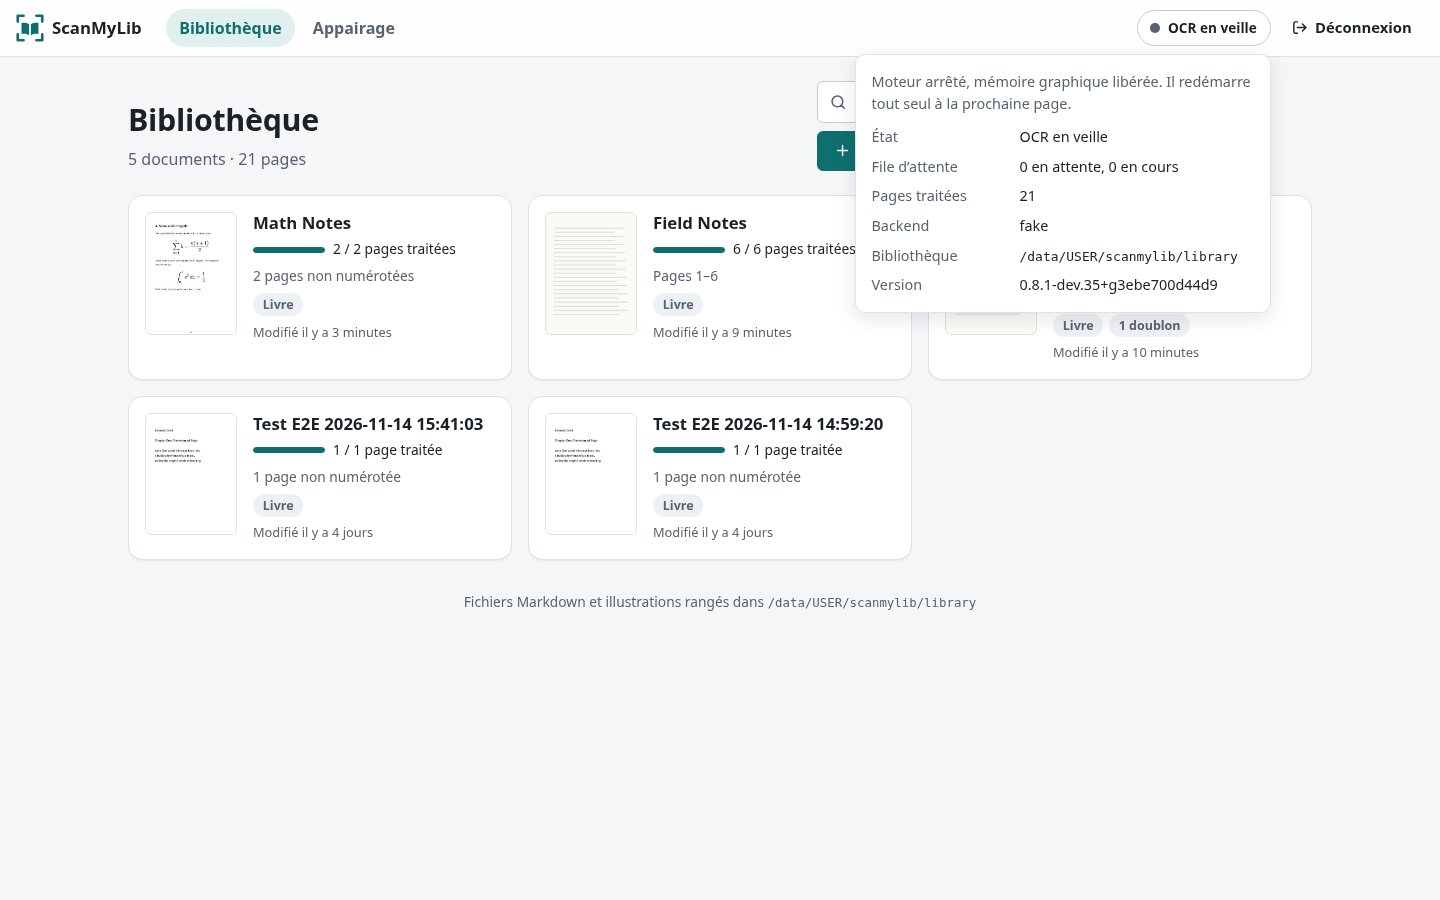 ScanMyLib
Bibliothèque
Appairage
OCR en veille
Déconnexion
Moteur arrêté, mémoire graphique libérée. Il redémarre
tout seul à la prochaine page.
État OCR en veille
File d’attente 0 en attente, 0 en cours
Pages traitées 21
Backend fake
Bibliothèque /data/USER/scanmylib/library
Version 0.8.1-dev.35+g3ebe700d44d9
Bibliothèque
5 documents · 21 pages
Math Notes
2 / 2 pages traitées
2 pages non numérotées
Livre
Modifié il y a 3 minutes
Field Notes
6 / 6 pages traitées
Pages 1–6
Livre
Modifié il y a 9 minutes
Livre
1 doublon
Modifié il y a 10 minutes
Test E2E 2026-11-14 15:41:03
1 / 1 page traitée
1 page non numérotée
Livre
Modifié il y a 4 jours
Test E2E 2026-11-14 14:59:20
1 / 1 page traitée
1 page non numérotée
Livre
Modifié il y a 4 jours
Fichiers Markdown et illustrations rangés dans /data/USER/scanmylib/library